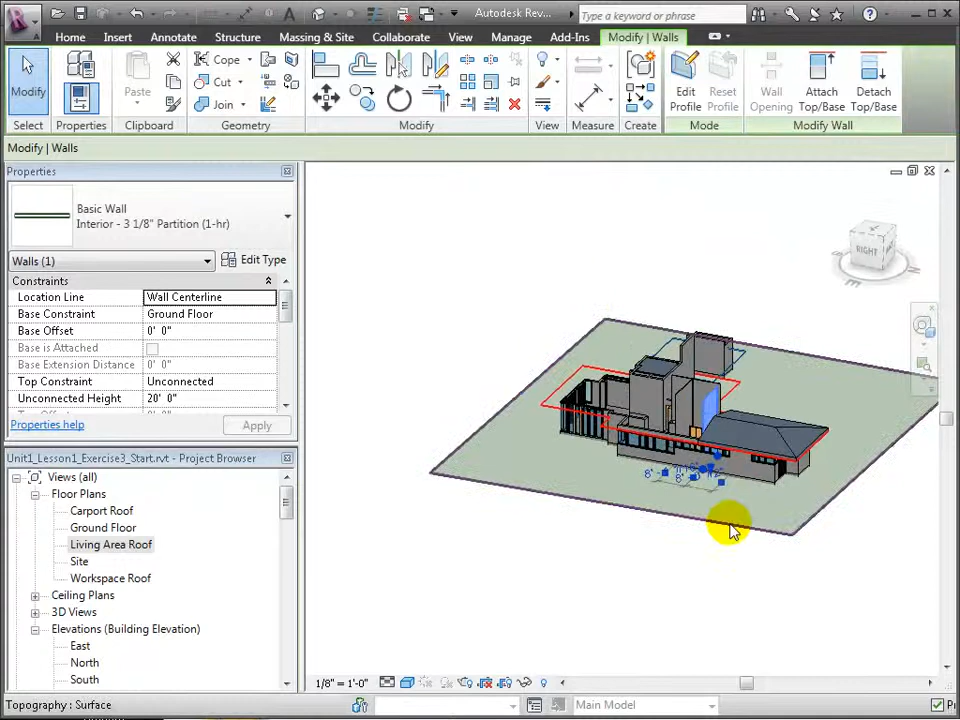 Autodesk Rev...
Type a keyword or phrase
Home Insert Annotate Structure Massing & Site Collaborate View Manage Add-Ins Modify | Walls
Modify
Paste
Cope
Cut
Join
Edit Profile
Reset Profile
Wall Opening
Attach Top/Base
Detach Top/Base
Select Properties Clipboard Geometry Modify View Measure Create Mode Modify Wall
Modify | Walls
Properties
Basic Wall
Interior - 3 1/8" Partition (1-hr)
Walls (1)
Edit Type
Constraints
Location Line Wall Centerline
Base Constraint Ground Floor
Base Offset 0' 0"
Base is Attached
Base Extension Distance 0' 0"
Top Constraint Unconnected
Unconnected Height 20' 0"
Properties help
Apply
Unit1_Lesson1_Exercise3_Start.rvt - Project Browser
Views (all)
Floor Plans
Carport Roof
Ground Floor
Living Area Roof
Site
Workspace Roof
Ceiling Plans
3D Views
Elevations (Building Elevation)
East
North
South
RIGHT
1/8" = 1'-0"
Topography : Surface
Main Model